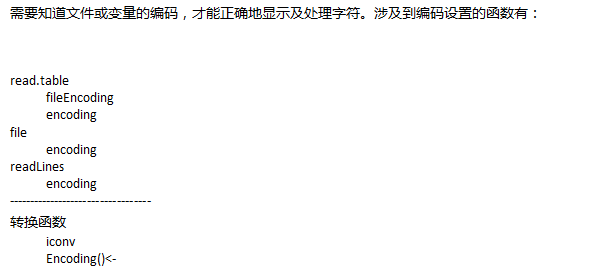 需要知道文件或变量的编码，才能正确地显示及处理字符。涉及到编码设置的函数有：
read.table
fileEncoding
encoding
file
encoding
readLines
encoding
----------------------------------
转换函数
iconv
Encoding()<-